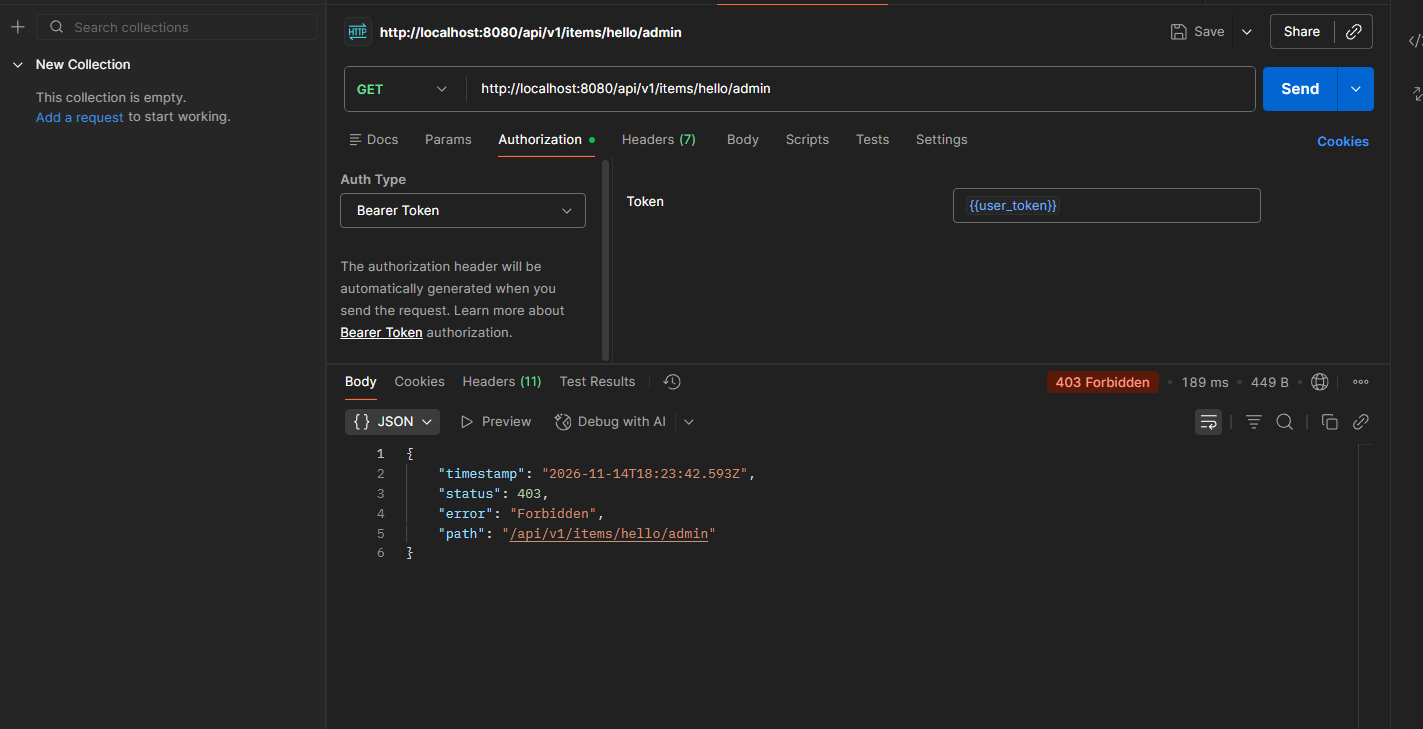 Search collections
New Collection
This collection is empty.
Add a request to start working.
HTTP http://localhost:8080/api/v1/items/hello/admin Save Share
GET http://localhost:8080/api/v1/items/hello/admin Send
Docs Params Authorization Headers (7) Body Scripts Tests Settings Cookies
Auth Type
Bearer Token
The authorization header will be
automatically generated when you
send the request. Learn more about
Bearer Token authorization.
Token {{user_token}}
Body Cookies Headers (11) Test Results 403 Forbidden 189 ms 449 B
{} JSON Preview Debug with AI
1 {
2 "timestamp": "2026-11-14T18:23:42.593Z",
3 "status": 403,
4 "error": "Forbidden",
5 "path": "/api/v1/items/hello/admin"
6 }